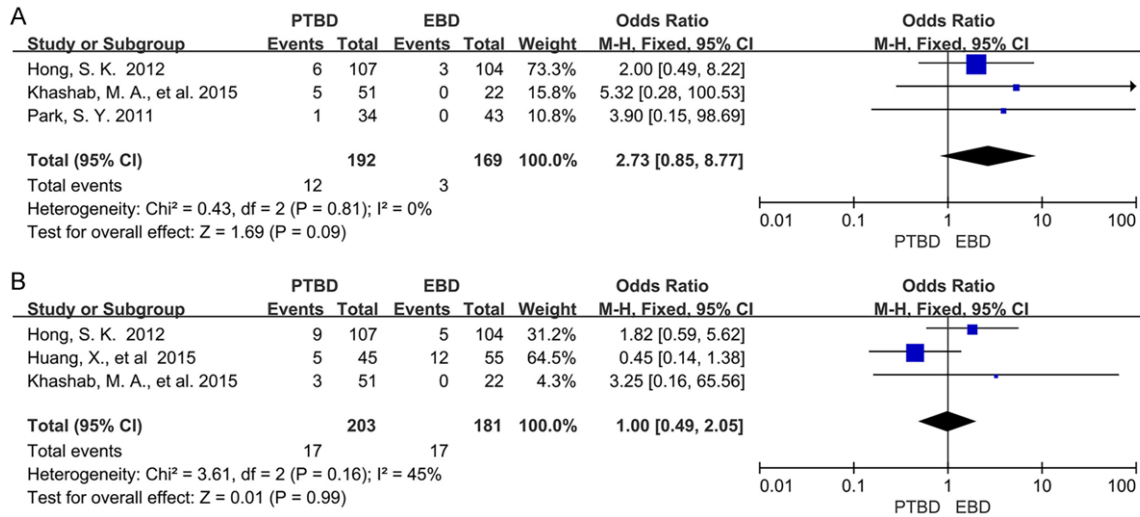 A
PTBD EBD Odds Ratio Odds Ratio
Study or Subgroup Events Total Events Total Weight M-H, Fixed, 95% CI M-H, Fixed, 95% CI
Hong, S. K. 2012 6 107 3 104 73.3% 2.00 [0.49, 8.22]
Khashab, M. A., et al. 2015 5 51 0 22 15.8% 5.32 [0.28, 100.53]
Park, S. Y. 2011 1 34 0 43 10.8% 3.90 [0.15, 98.69]
Total (95% CI) 192 169 100.0% 2.73 [0.85, 8.77]
Total events 12 3
Heterogeneity: Chi² = 0.43, df = 2 (P = 0.81); I² = 0%
Test for overall effect: Z = 1.69 (P = 0.09)
0.01 0.1 1 10 100
PTBD EBD
B
PTBD EBD Odds Ratio Odds Ratio
Study or Subgroup Events Total Events Total Weight M-H, Fixed, 95% CI M-H, Fixed, 95% CI
Hong, S. K. 2012 9 107 5 104 31.2% 1.82 [0.59, 5.62]
Huang, X., et al 2015 5 45 12 55 64.5% 0.45 [0.14, 1.38]
Khashab, M. A., et al. 2015 3 51 0 22 4.3% 3.25 [0.16, 65.56]
Total (95% CI) 203 181 100.0% 1.00 [0.49, 2.05]
Total events 17 17
Heterogeneity: Chi² = 3.61, df = 2 (P = 0.16); I² = 45%
Test for overall effect: Z = 0.01 (P = 0.99)
0.01 0.1 1 10 100
PTBD EBD